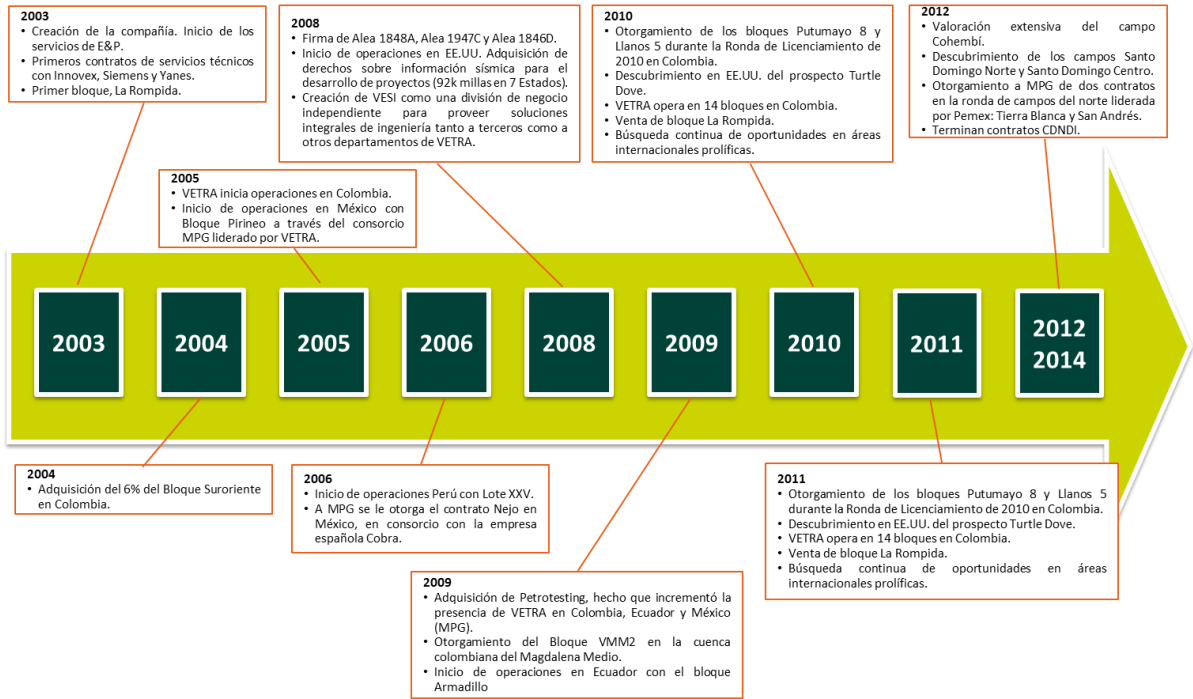 2003
• Creación de la compañía. Inicio de los
servicios de E&P.
• Primeros contratos de servicios técnicos
con Innovex, Siemens y Yanes.
• Primer bloque, La Rompida.
2008
• Firma de Alea 1848A, Alea 1947C y Alea 1846D.
• Inicio de operaciones en EE.UU. Adquisición de
derechos sobre información sísmica para el
desarrollo de proyectos (92k millas en 7 Estados).
• Creación de VESI como una división de negocio
independiente para proveer soluciones
integrales de ingeniería tanto a terceros como a
otros departamentos de VETRA.
2010
• Otorgamiento de los bloques Putumayo 8 y
Llanos 5 durante la Ronda de Licenciamiento de
2010 en Colombia.
• Descubrimiento en EE.UU. del prospecto Turtle
Dove.
• VETRA opera en 14 bloques en Colombia.
• Venta de bloque La Rompida.
• Búsqueda continua de oportunidades en áreas
internacionales prolíficas.
2012
• Valoración extensiva del campo
Cohembí.
• Descubrimiento de los campos Santo
Domingo Norte y Santo Domingo Centro.
• Otorgamiento a MPG de dos contratos
en la ronda de campos del norte liderada
por Pemex: Tierra Blanca y San Andrés.
• Terminan contratos CDNDI.
2005
• VETRA inicia operaciones en Colombia.
• Inicio de operaciones en México con
Bloque Pirineo a través del consorcio
MPG liderado por VETRA.
2003
2004
2005
2006
2008
2009
2010
2011
2012
2014
2004
• Adquisición del 6% del Bloque Suroriente
en Colombia.
2006
• Inicio de operaciones Perú con Lote XXV.
• A MPG se le otorga el contrato Nejo en
México, en consorcio con la empresa
española Cobra.
2009
• Adquisición de Petrotesting, hecho que incrementó la
presencia de VETRA en Colombia, Ecuador y México
(MPG).
• Otorgamiento del Bloque VMM2 en la cuenca
colombiana del Magdalena Medio.
• Inicio de operaciones en Ecuador con el bloque
Armadillo
2011
• Otorgamiento de los bloques Putumayo 8 y Llanos 5
durante la Ronda de Licenciamiento de 2010 en Colombia.
• Descubrimiento en EE.UU. del prospecto Turtle Dove.
• VETRA opera en 14 bloques en Colombia.
• Venta de bloque La Rompida.
• Búsqueda continua de oportunidades en áreas
internacionales prolíficas.